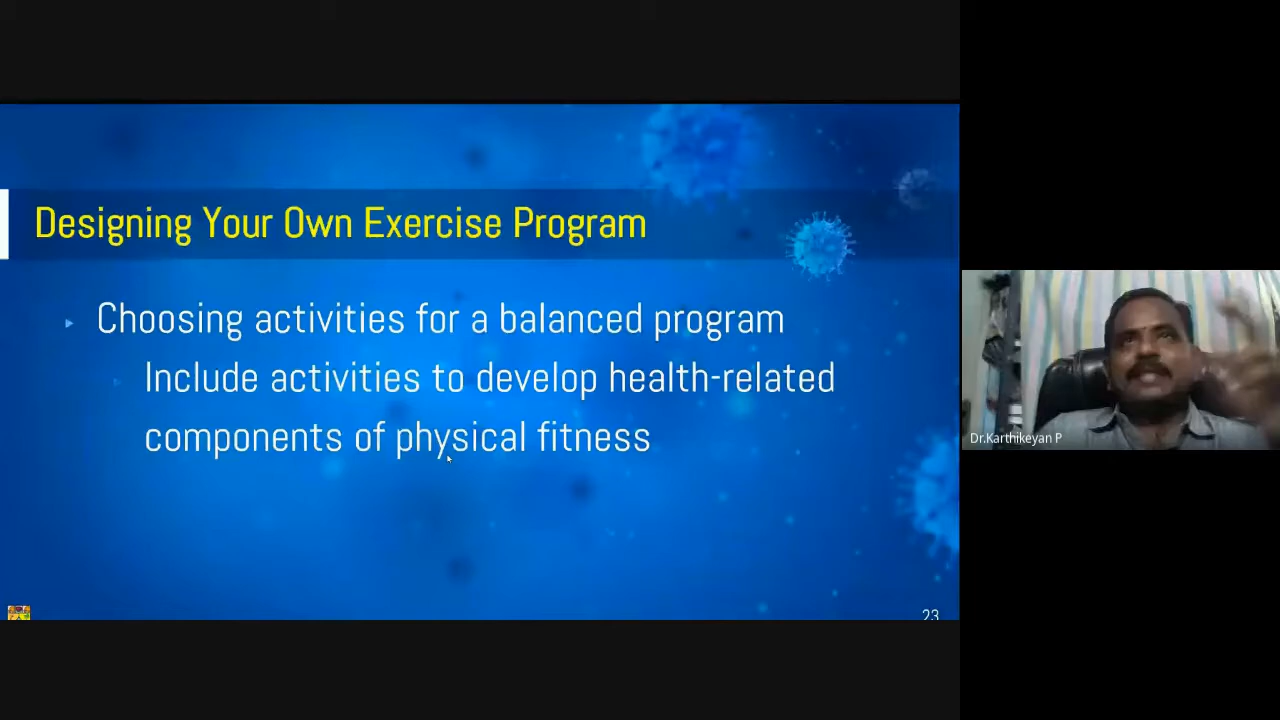 Designing Your Own Exercise Program
Choosing activities for a balanced program
Include activities to develop health-related
components of physical fitness
23
Dr.Karthikeyan P